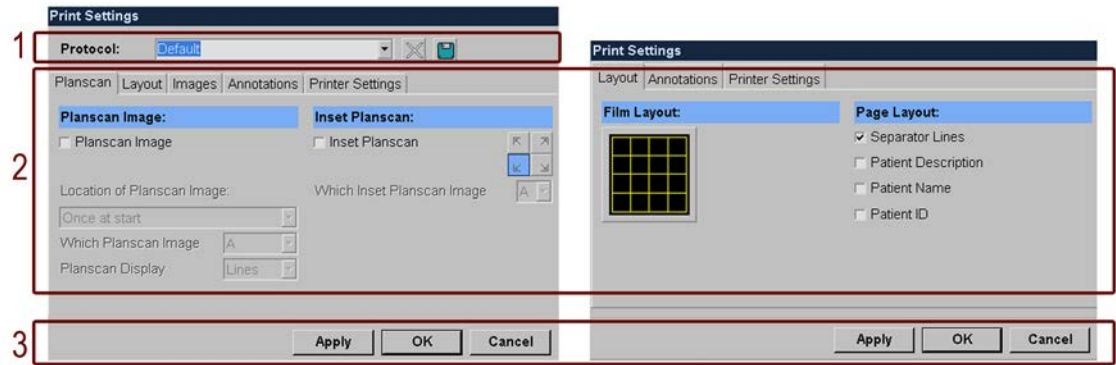 Print Settings
1
Protocol: Default
Planscan Layout Images Annotations Printer Settings
2
Planscan Image:
Planscan Image
Location of Planscan Image:
Once at start
Which Planscan Image A
Planscan Display Lines
Inset Planscan:
Inset Planscan
Which Inset Planscan Image A
3
Apply OK Cancel
Print Settings
Layout Annotations Printer Settings
Film Layout:
Page Layout:
Separator Lines
Patient Description
Patient Name
Patient ID
Apply OK Cancel